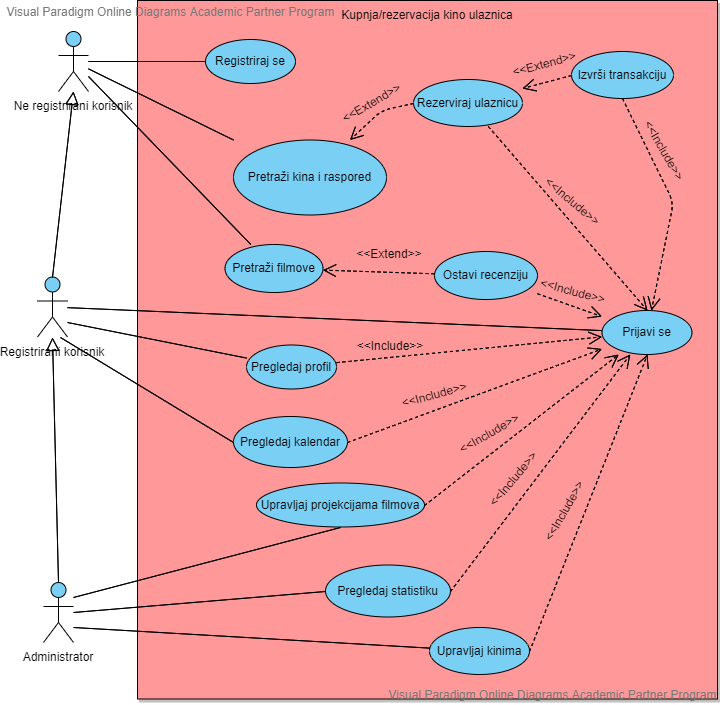 Visual Paradigm Online Diagrams Academic Partner Program
Kupnja/rezervacija kino ulaznica
Registriraj se
Izvrši transakciju
<<Extend>>
Rezerviraj ulaznicu
<<Extend>>
Ne registrirani korisnik
<<Include>>
Pretraži kina i raspored
<<Include>>
<<Extend>>
Pretraži filmove
Ostavi recenziju
<<Include>>
Prijavi se
Registrirani korisnik
<<Include>>
Pregledaj profil
<<Include>>
Pregledaj kalendar
<<Include>>
<<Include>>
Upravljaj projekcijama filmova
<<Include>>
Pregledaj statistiku
Upravljaj kinima
Administrator
Visual Paradigm Online Diagrams Academic Partner Program